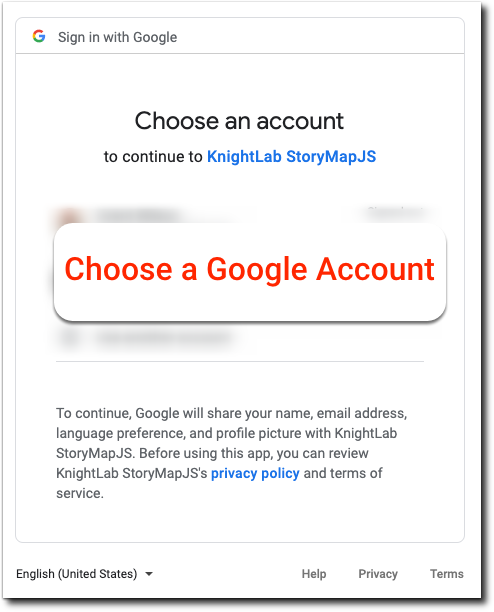 Sign in with Google
Choose an account
to continue to KnightLab StoryMapJS
Choose a Google Account
To continue, Google will share your name, email address,
language preference, and profile picture with KnightLab
StoryMapJS. Before using this app, you can review
KnightLab StoryMapJS's privacy policy and terms of
service.
English (United States)
Help
Privacy
Terms